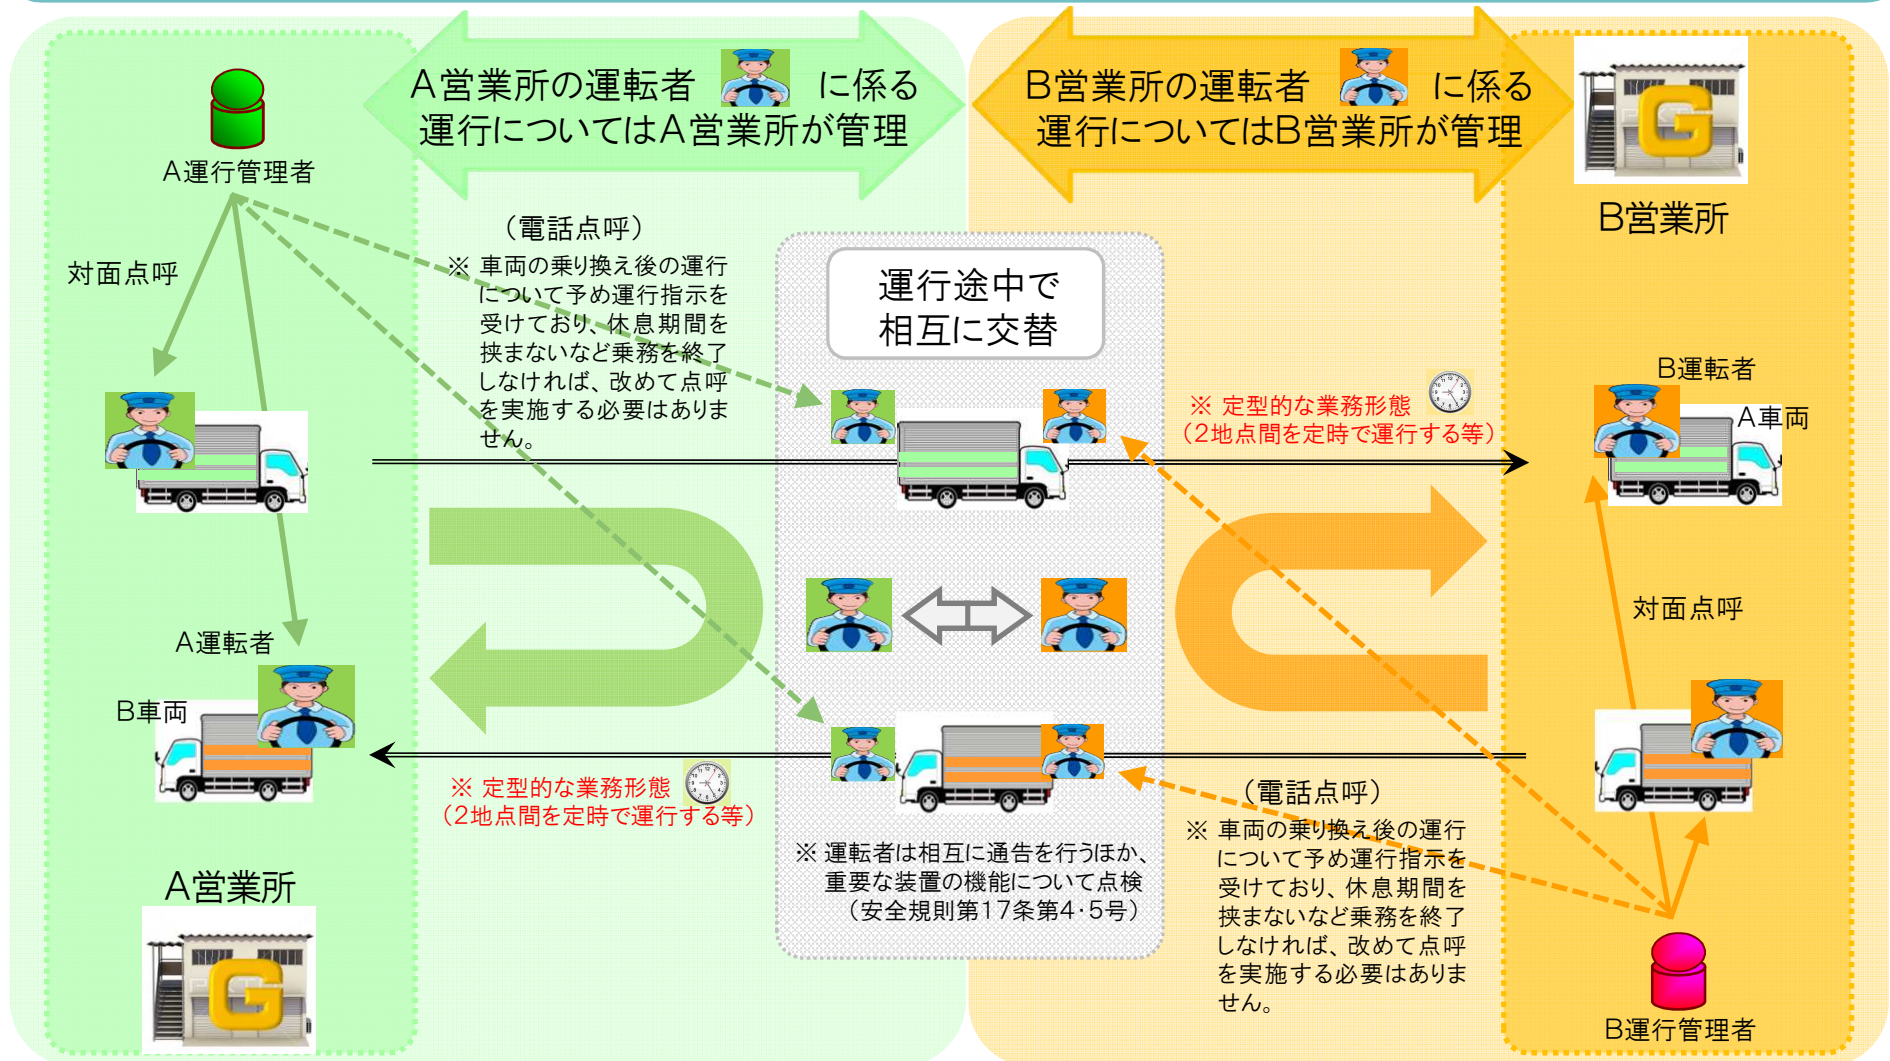 A営業所の運転者 に係る
運行についてはA営業所が管理
B営業所の運転者 に係る
運行についてはB営業所が管理
A運行管理者
G
B営業所
対面点呼
（電話点呼）
※ 車両の乗り換え後の運行
について予め運行指示を
受けており、休息期間を
挟まないなど乗務を終了
しなければ、改めて点呼
を実施する必要はありま
せん。
運行途中で
相互に交替
※ 定型的な業務形態
（2地点間を定時で運行する等）
B運転者
A車両
対面点呼
A運転者
B車両
※ 定型的な業務形態
（2地点間を定時で運行する等）
※ 運転者は相互に通告を行うほか、
重要な装置の機能について点検
（安全規則第17条第4・5号）
（電話点呼）
※ 車両の乗り換え後の運行
について予め運行指示を
受けており、休息期間を
挟まないなど乗務を終了
しなければ、改めて点呼
を実施する必要はありま
せん。
A営業所
G
B運行管理者